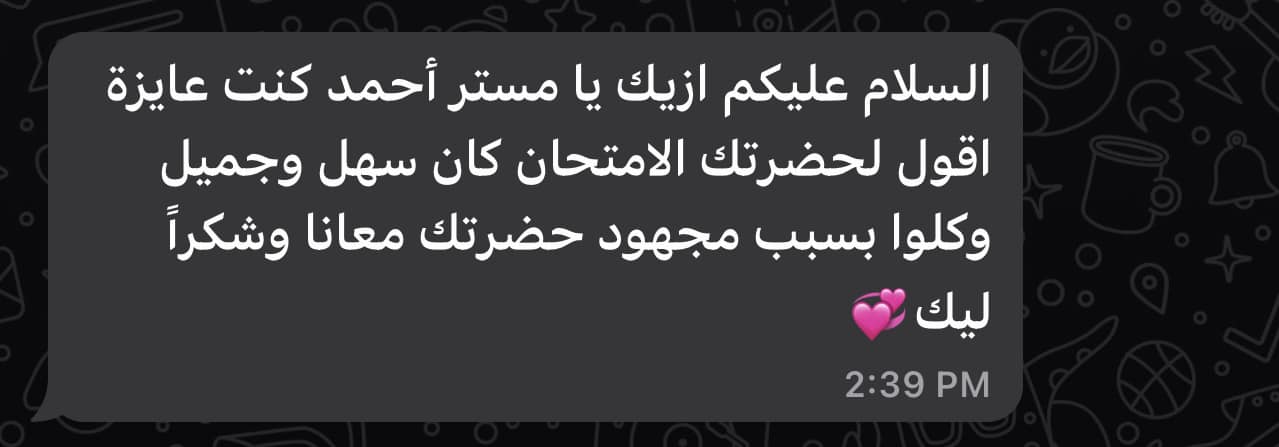 السلام عليكم ازيك يا مستر أحمد كنت عايزة
اقول لحضرتك الامتحان كان سهل وجميل
وكلوا بسبب مجهود حضرتك معانا وشكراً
ليك💞
2:39 PM